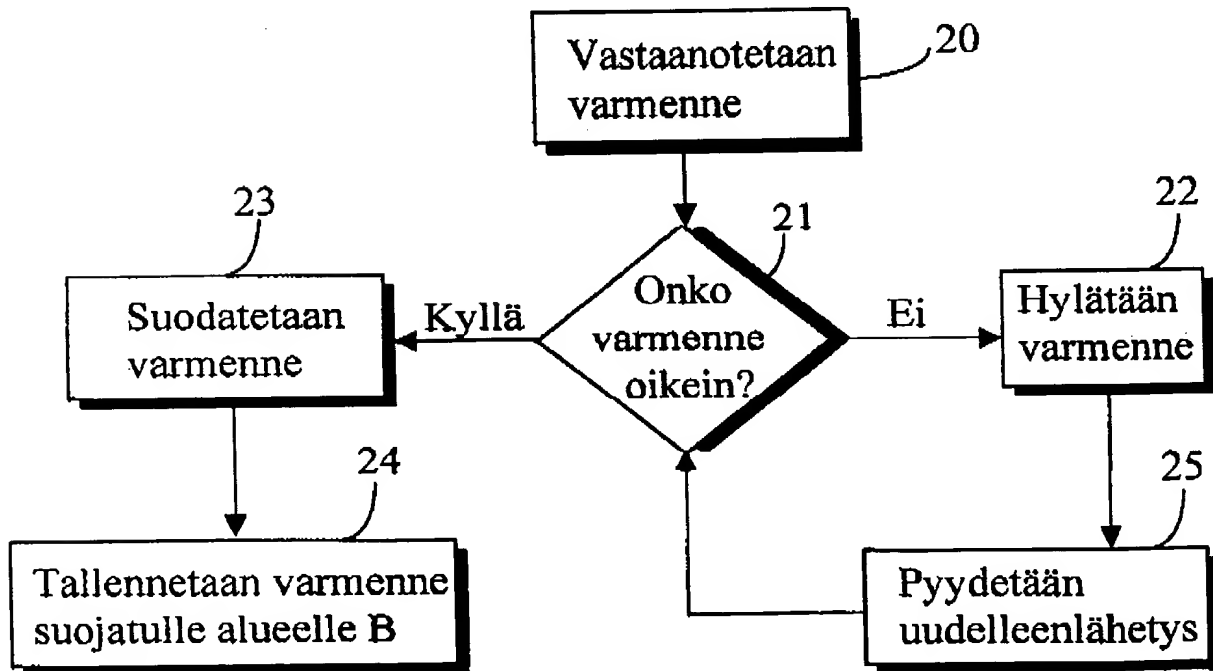 Vastaanotetaan
varmenne
20
21
Onko
varmenne
oikein?
Kyllä
Ei
23
Suodatetaan
varmenne
22
Hylätään
varmenne
24
Tallennetaan varmenne
suojatulle alueelle B
25
Pyydetään
uudelleenlähetys